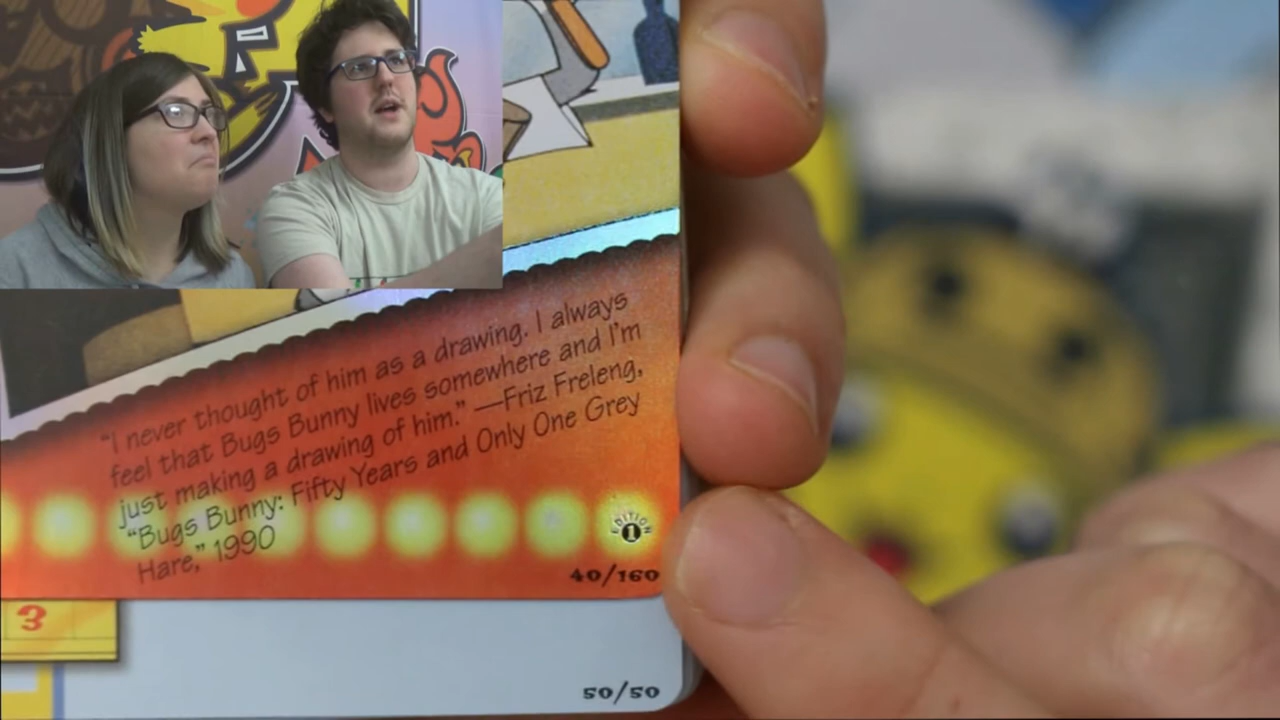 "I never thought of him as a drawing. I always
feel that Bugs Bunny lives somewhere and I'm
just making a drawing of him." —Friz Freleng,
"Bugs Bunny: Fifty Years and Only One Grey
Hare," 1990
EDITION
1
40/160
3
50/50